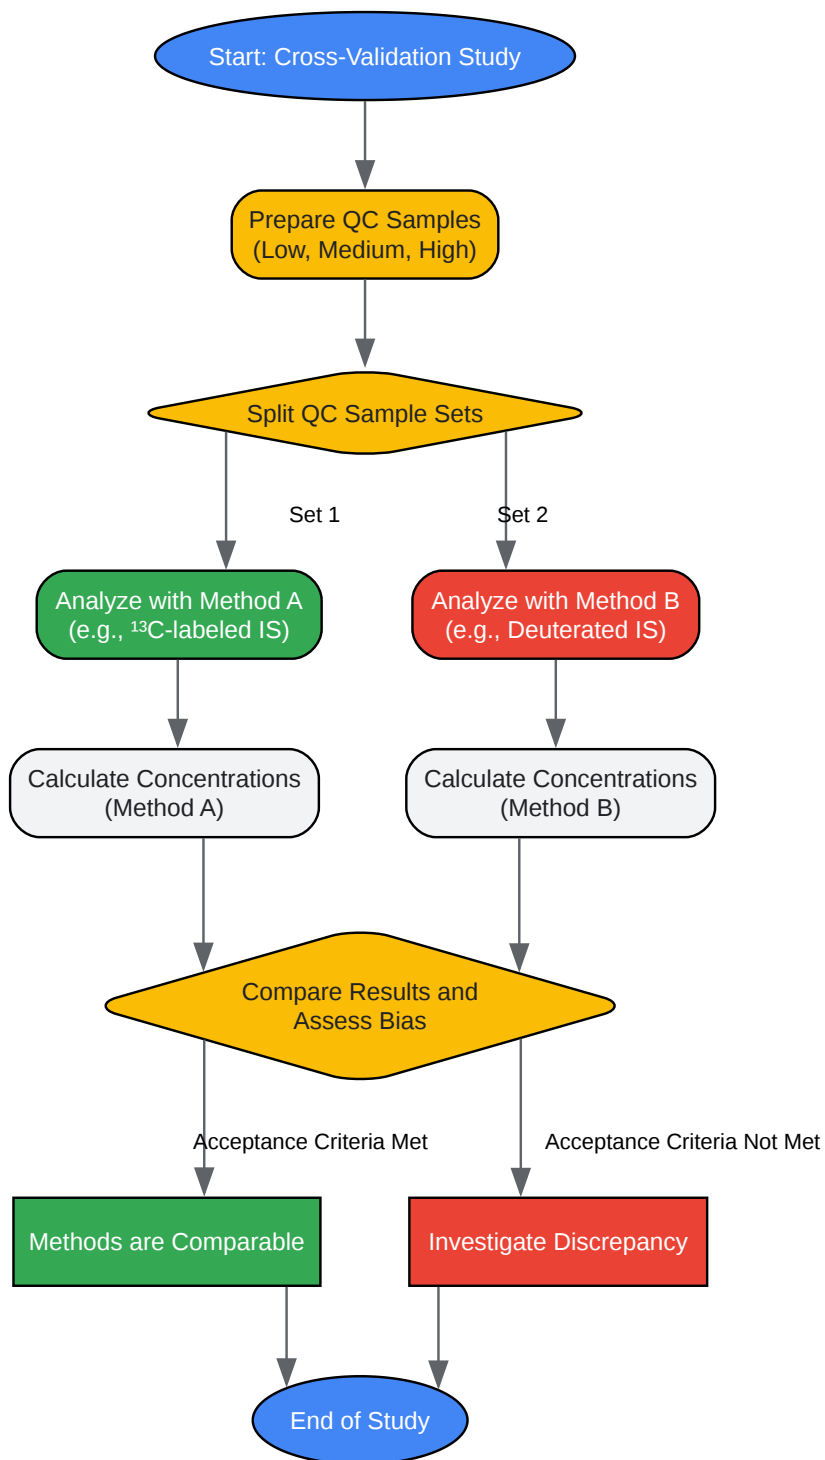 Start: Cross-Validation Study
Prepare QC Samples
(Low, Medium, High)
Split QC Sample Sets
Set 1
Set 2
Analyze with Method A
(e.g., ¹³C-labeled IS)
Analyze with Method B
(e.g., Deuterated IS)
Calculate Concentrations
(Method A)
Calculate Concentrations
(Method B)
Compare Results and
Assess Bias
Acceptance Criteria Met
Acceptance Criteria Not Met
Methods are Comparable
Investigate Discrepancy
End of Study